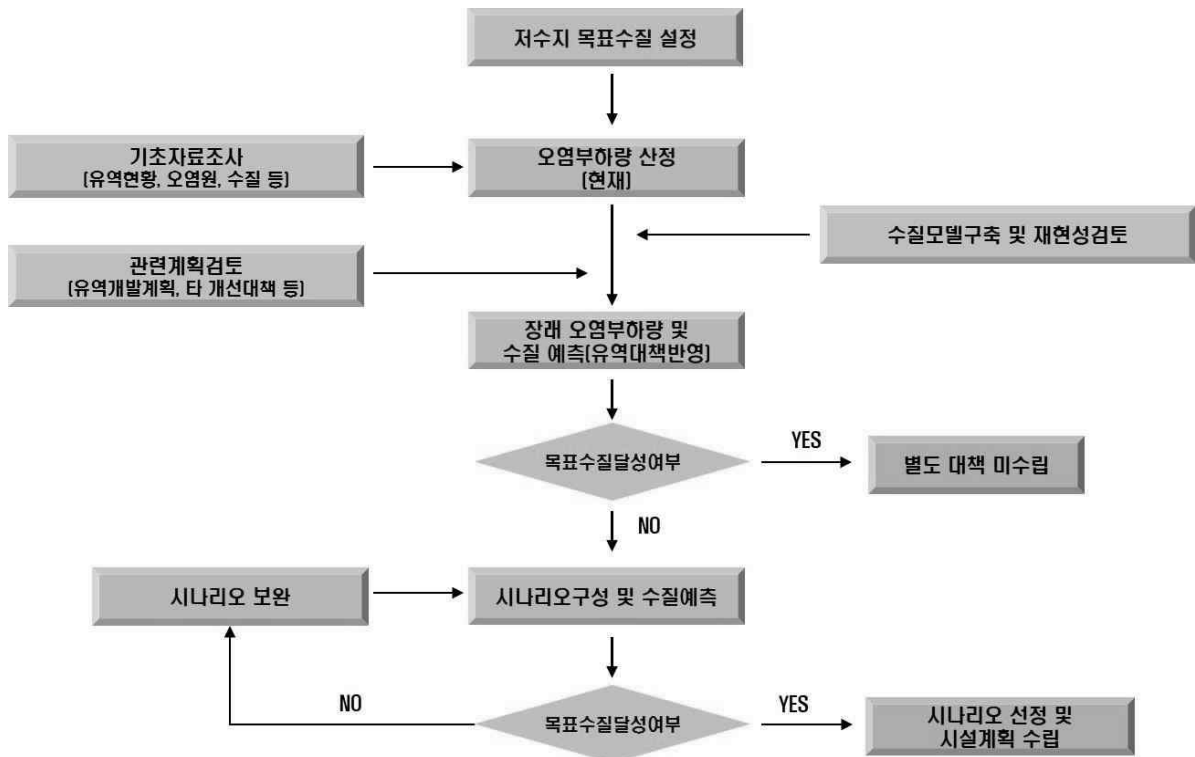 저수지 목표수질 설정
기초자료조사
(유역현황, 오염원, 수질 등)
오염부하량 산정
(현재)
수질모델구축 및 재현성검토
관련계획검토
(유역개발계획, 타 개선대책 등)
장래 오염부하량 및
수질 예측(유역대책반영)
목표수질달성여부
YES
별도 대책 미수립
NO
시나리오 보완
시나리오구성 및 수질예측
NO
목표수질달성여부
YES
시나리오 선정 및
시설계획 수립